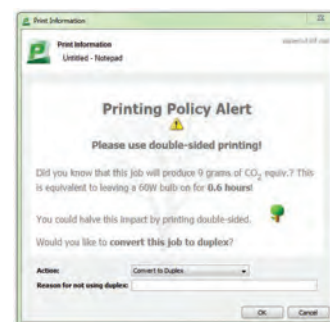 Print Information
Print Information
Untitled - Notepad
Printing Policy Alert
Please use double-sided printing!
Did you know that this job will produce 9 grams of CO2 equiv.? This
is equivalent to leaving a 60W bulb on for 0.6 hours!
You could halve this impact by printing double-sided.
Would you like to convert this job to duplex?
Action: Convert to Duplex
Reason for not using duplex:
OK Cancel